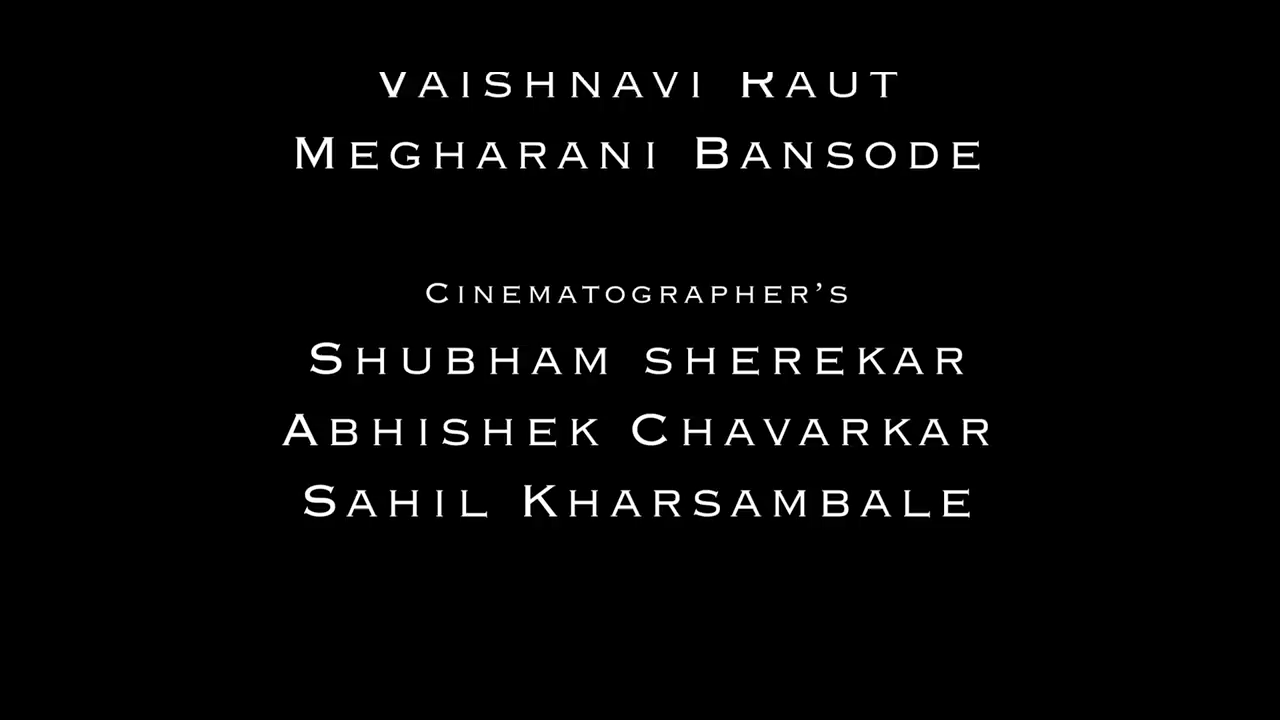 Vaishnavi Raut
Megharani Bansode
Cinematographer’s
Shubham sherekar
Abhishek Chavarkar
Sahil Kharsambale